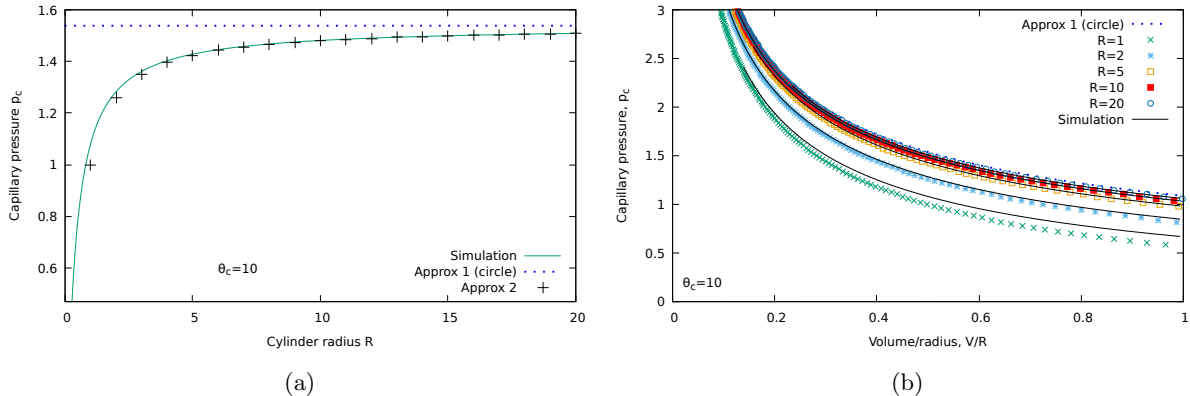 1.6
1.4
1.2
1
0.8
0.6
Capillary pressure p_c
Simulation
Approx 1 (circle)
Approx 2
θ_c=10
0 5 10 15 20
Cylinder radius R
(a)
3
2.5
2
1.5
1
0.5
0
Capillary pressure, p_c
Approx 1 (circle)
R=1
R=2
R=5
R=10
R=20
Simulation
θ_c=10
0 0.2 0.4 0.6 0.8 1
Volume/radius, V/R
(b)